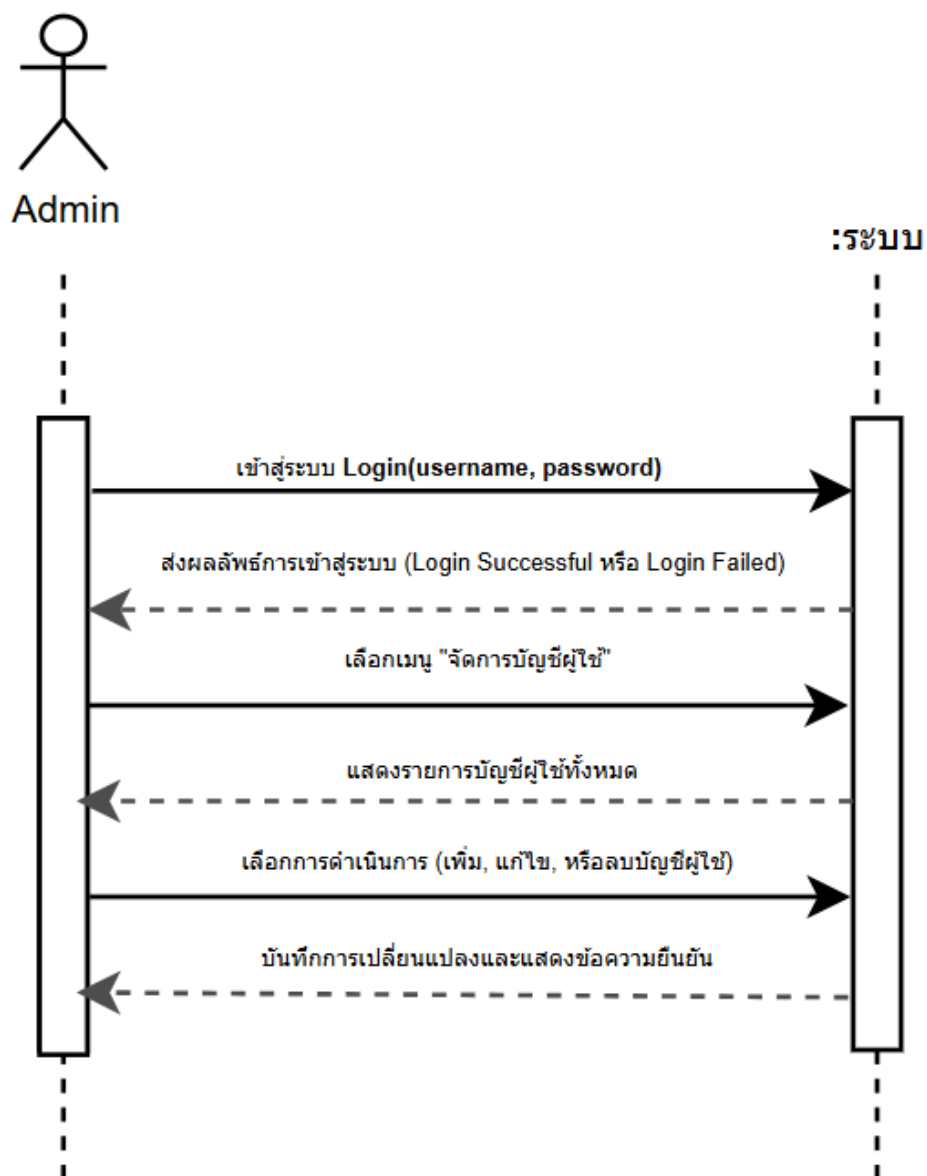 Admin
:ระบบ
เข้าสู่ระบบ Login(username, password)
ส่งผลลัพธ์การเข้าสู่ระบบ (Login Successful หรือ Login Failed)
เลือกเมนู "จัดการบัญชีผู้ใช้"
แสดงรายการบัญชีผู้ใช้ทั้งหมด
เลือกการดำเนินการ (เพิ่ม, แก้ไข, หรือลบบัญชีผู้ใช้)
บันทึกการเปลี่ยนแปลงและแสดงข้อความยืนยัน